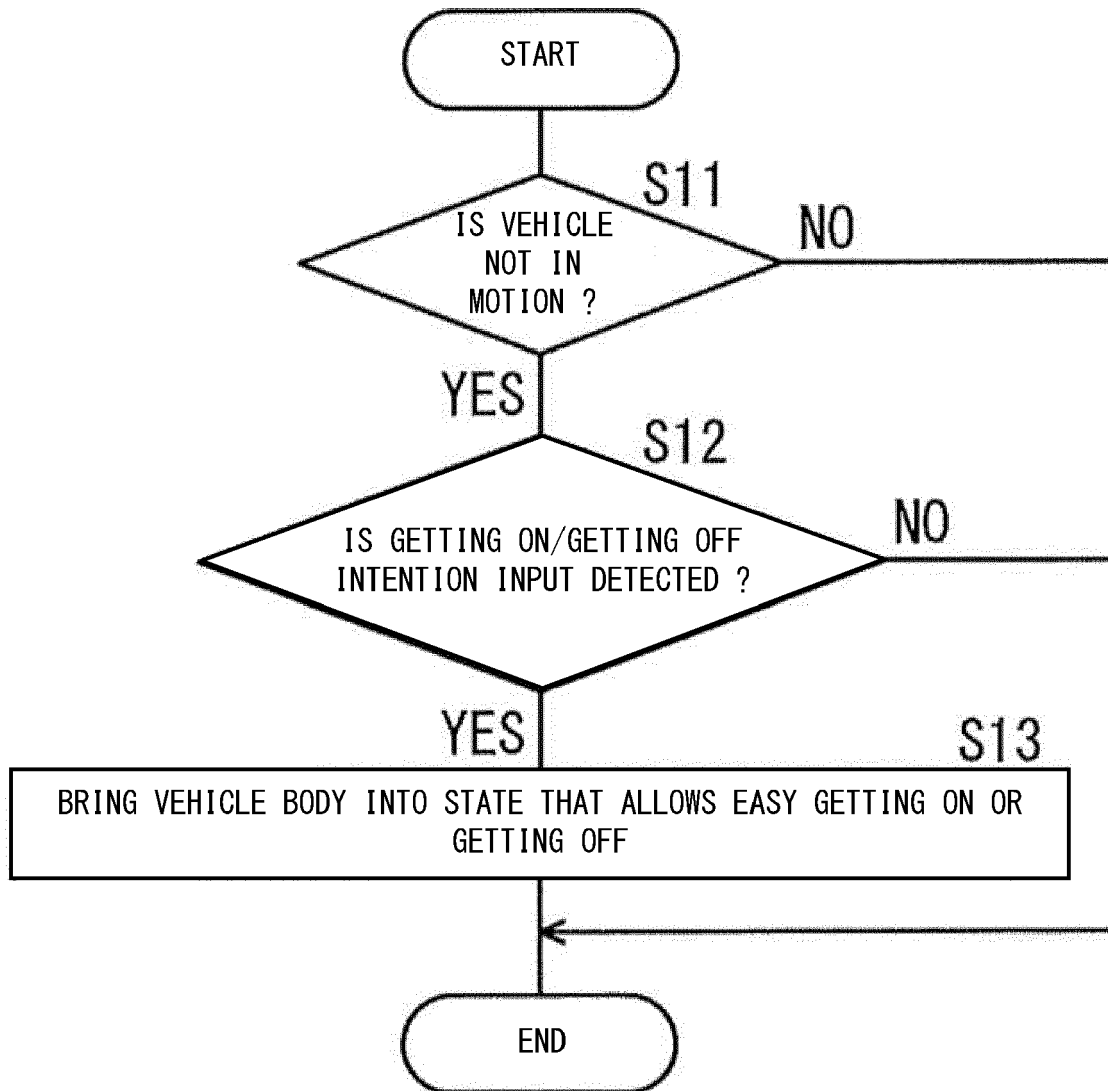 START
S11
IS VEHICLE
NOT IN
MOTION ?
NO
YES
S12
IS GETTING ON/GETTING OFF
INTENTION INPUT DETECTED ?
NO
YES
S13
BRING VEHICLE BODY INTO STATE THAT ALLOWS EASY GETTING ON OR
GETTING OFF
END